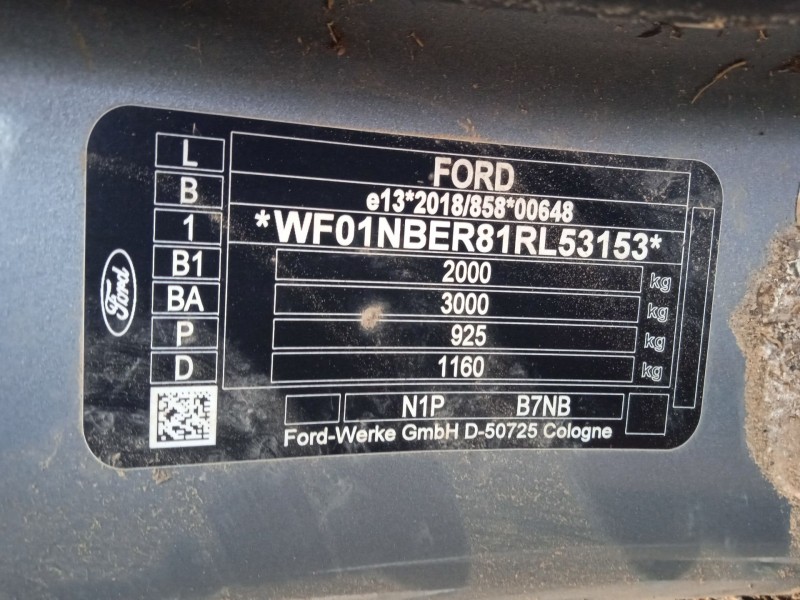 L
B
1
B1
BA
P
D
Ford
FORD
e13*2018/858*00648
*WF01NBER81RL53153*
2000 kg
3000 kg
925 kg
1160 kg
N1P B7NB
Ford-Werke GmbH D-50725 Cologne